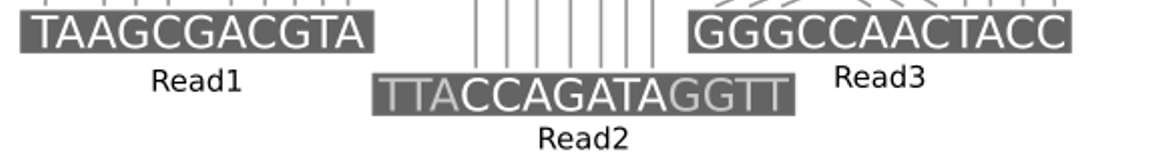 TAAGCGACGTA
Read1
TTACCAGATAGGTT
Read2
GGGCCAACTACC
Read3